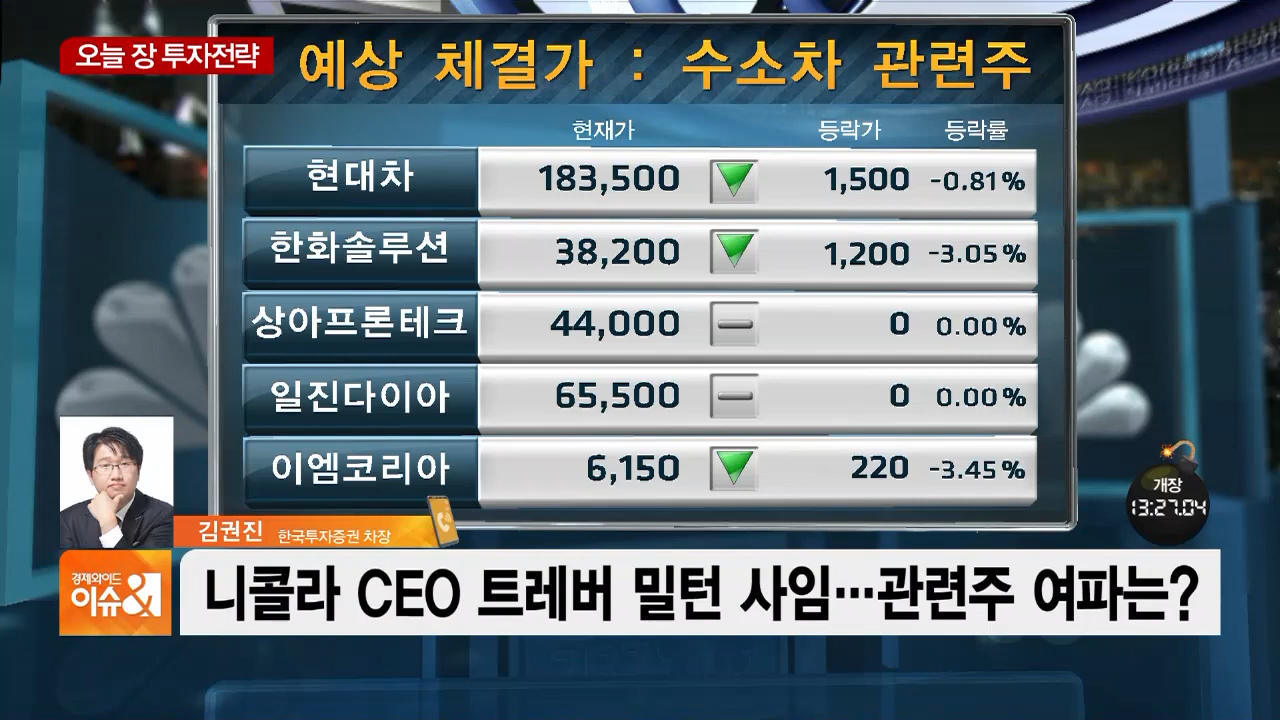 오늘 장 투자전략
예상 체결가 : 수소차 관련주
현재가 등락가 등락률
현대차 183,500 ▼ 1,500 -0.81%
한화솔루션 38,200 ▼ 1,200 -3.05%
상아프론테크 44,000 - 0 0.00%
일진다이아 65,500 - 0 0.00%
이엠코리아 6,150 ▼ 220 -3.45%
개장
13:27.04
김권진 한국투자증권 차장
경제와이드
이슈&
니콜라 CEO 트레버 밀턴 사임…관련주 여파는?